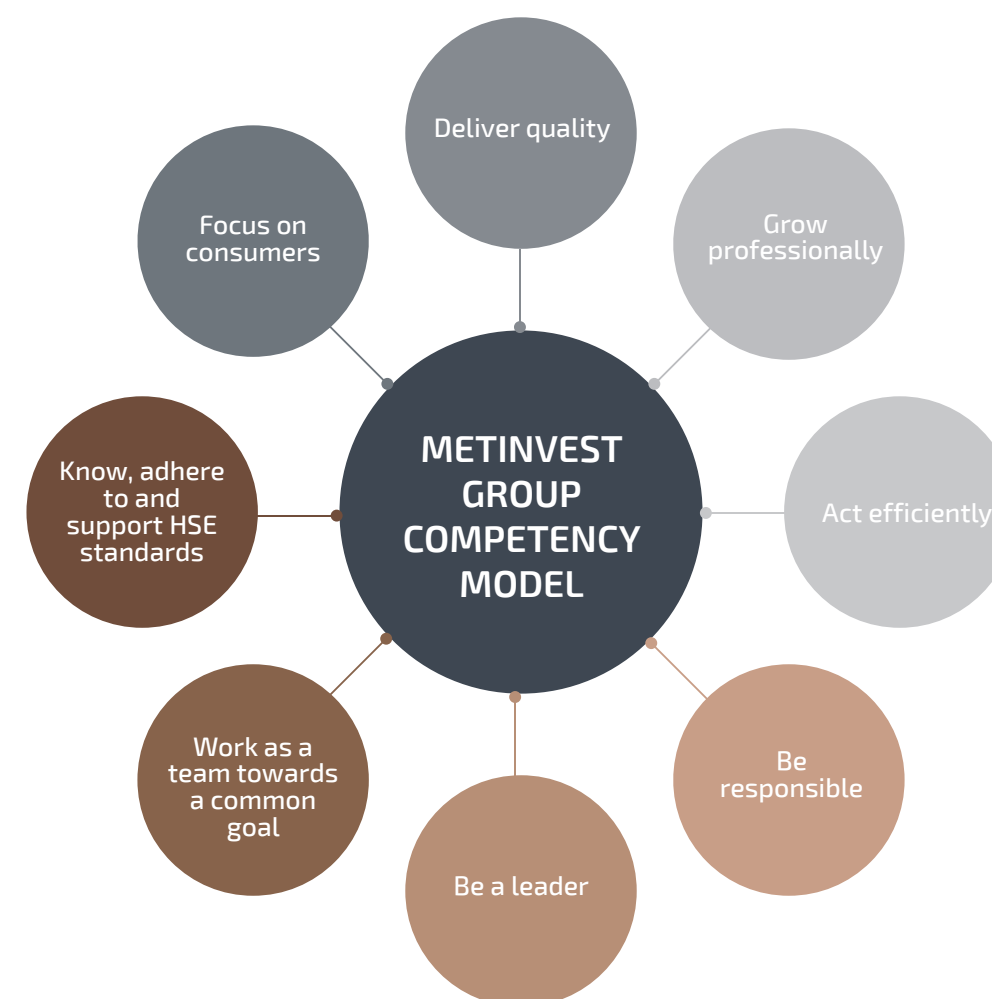 Deliver quality
Grow
professionally
Act efficiently
Be
responsible
Be a leader
Work as a
team towards
a common
goal
Know, adhere
to and
support HSE
standards
Focus on
consumers
METINVEST
GROUP
COMPETENCY
MODEL